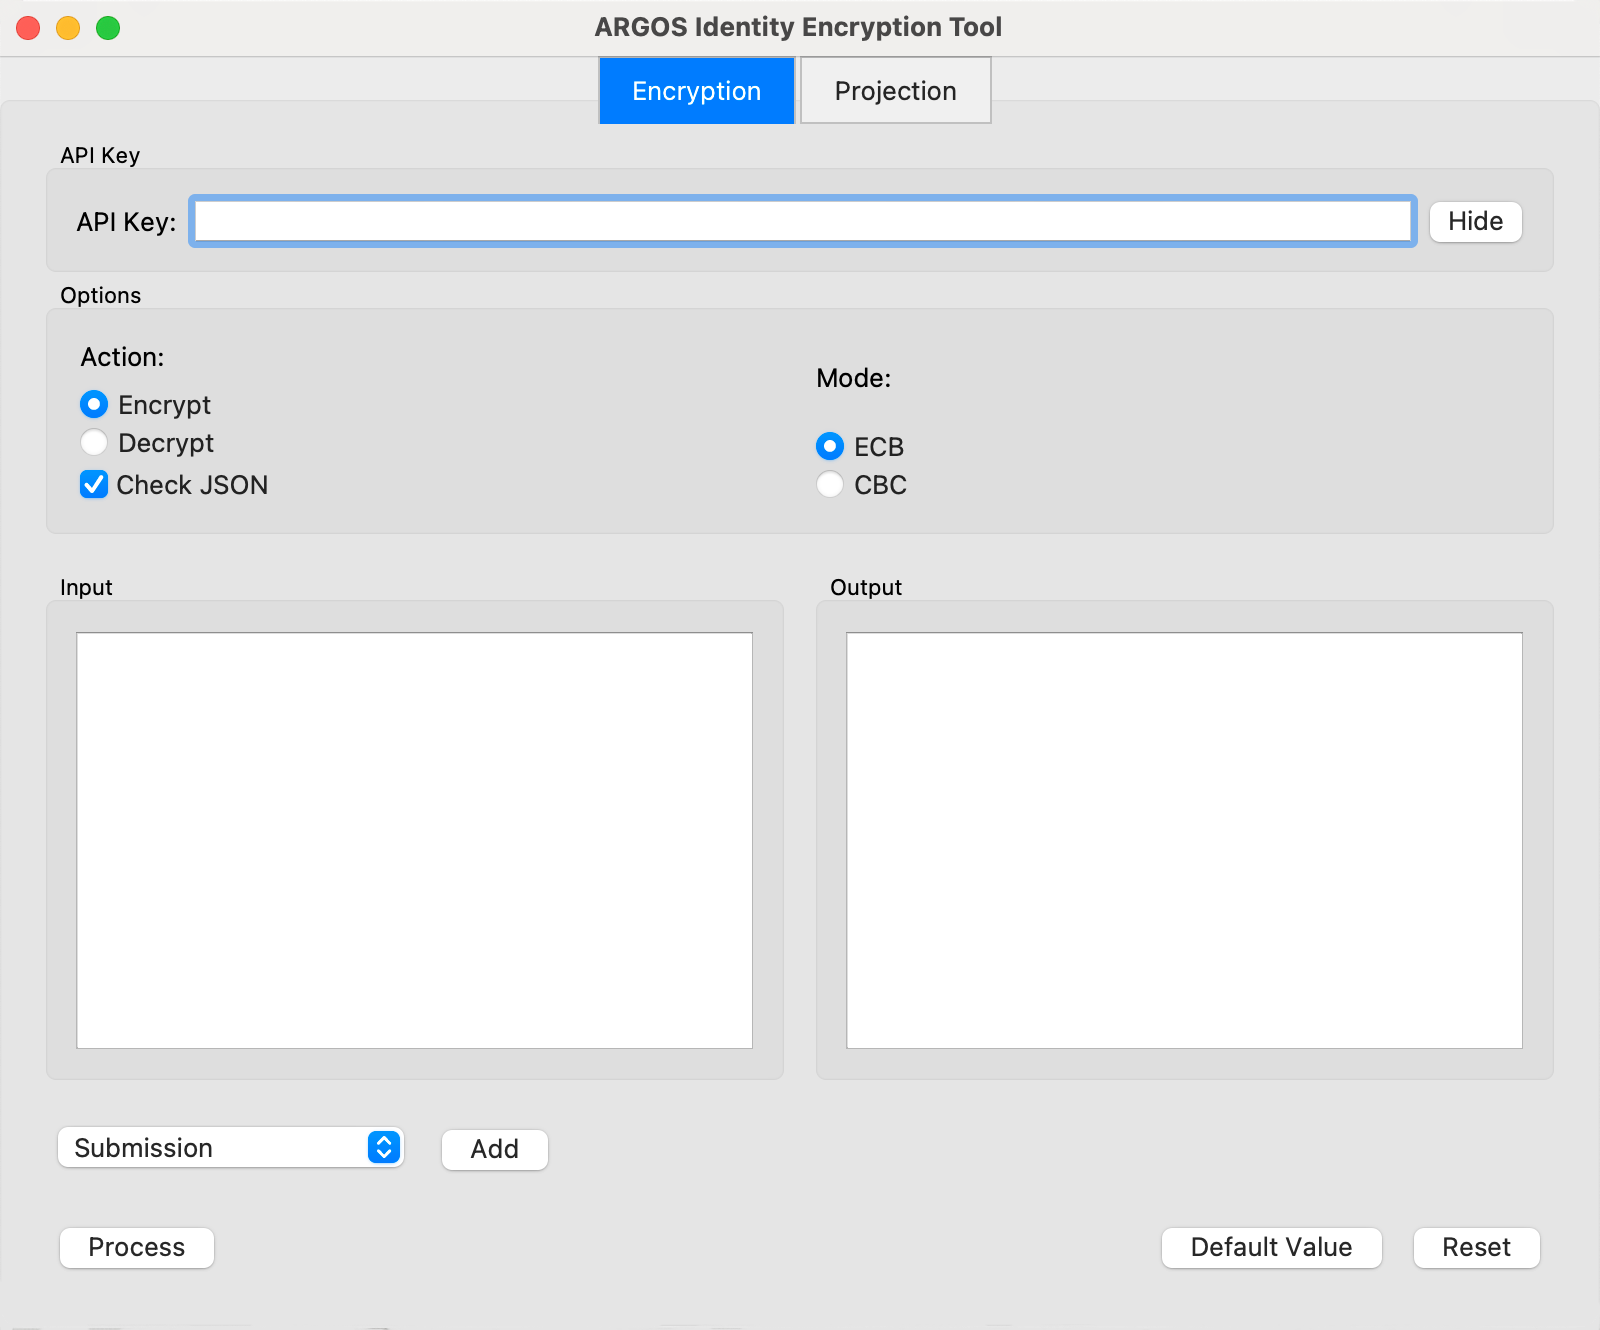 ARGOS Identity Encryption Tool
Encryption Projection
API Key
API Key: Hide
Options
Action:
Mode:
Encrypt
Decrypt
ECB
Check JSON
CBC
Input
Output
Submission
Add
Process
Default Value
Reset